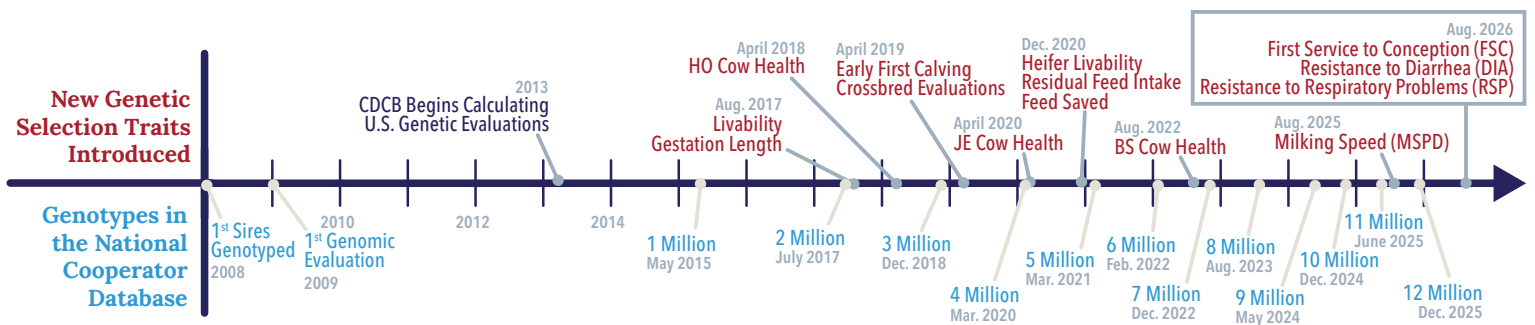 New Genetic
Selection Traits
Introduced
2013
CDCB Begins Calculating
U.S. Genetic Evaluations
Aug. 2017
Livability
Gestation Length
April 2018
HO Cow Health
April 2019
Early First Calving
Crossbred Evaluations
April 2020
JE Cow Health
Dec. 2020
Heifer Livability
Residual Feed Intake
Feed Saved
Aug. 2022
BS Cow Health
Aug. 2025
Milking Speed (MSPD)
Aug. 2026
First Service to Conception (FSC)
Resistance to Diarrhea (DIA)
Resistance to Respiratory Problems (RSP)
2010
2012
2014
Genotypes in
the National
Cooperator
Database
1st Sires
Genotyped
2008
1st Genomic
Evaluation
2009
1 Million
May 2015
2 Million
July 2017
3 Million
Dec. 2018
4 Million
Mar. 2020
5 Million
Mar. 2021
6 Million
Feb. 2022
7 Million
Dec. 2022
8 Million
Aug. 2023
9 Million
May 2024
10 Million
Dec. 2024
11 Million
June 2025
12 Million
Dec. 2025